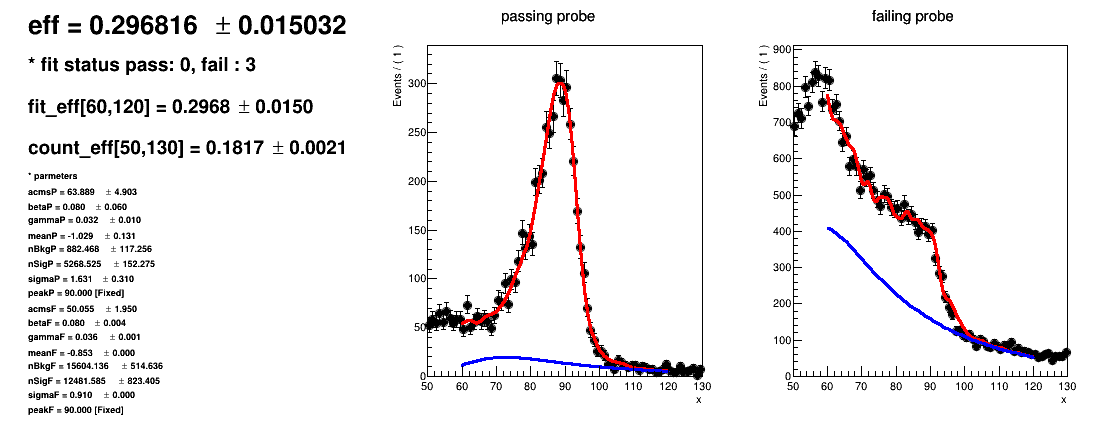 eff = 0.296816 ± 0.015032
* fit status pass: 0, fail : 3
fit_eff[60,120] = 0.2968 ± 0.0150
count_eff[50,130] = 0.1817 ± 0.0021
* parmeters
acmsP = 63.889 ± 4.903
betaP = 0.080 ± 0.060
gammaP = 0.032 ± 0.010
meanP = -1.029 ± 0.131
nBkgP = 882.468 ± 117.256
nSigP = 5268.525 ± 152.275
sigmaP = 1.631 ± 0.310
peakP = 90.000 [Fixed]
acmsF = 50.055 ± 1.950
betaF = 0.080 ± 0.004
gammaF = 0.036 ± 0.001
meanF = -0.853 ± 0.000
nBkgF = 15604.136 ± 514.636
nSigF = 12481.585 ± 823.405
sigmaF = 0.910 ± 0.000
peakF = 90.000 [Fixed]
passing probe
Events / ( 1 )
300
250
200
150
100
50
0
50 60 70 80 90 100 110 120 130
x
failing probe
Events / ( 1 )
900
800
700
600
500
400
300
200
100
0
50 60 70 80 90 100 110 120 130
x